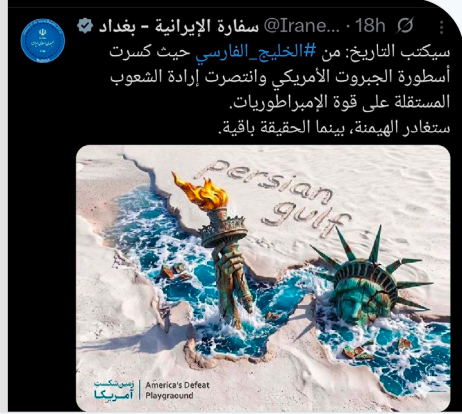 سفارة الإيرانية - بغداد @Irane... · 18h
سيكتب التاريخ: من #الخليج_الفارسي حيث كسرت
أسطورة الجبروت الأمريكي وانتصرت إرادة الشعوب
المستقلة على قوة الإمبراطوريات.
ستغادر الهيمنة، بينما الحقيقة باقية.
persian
gulf
زمین شکست
آمریکا
America's Defeat
Playgraound